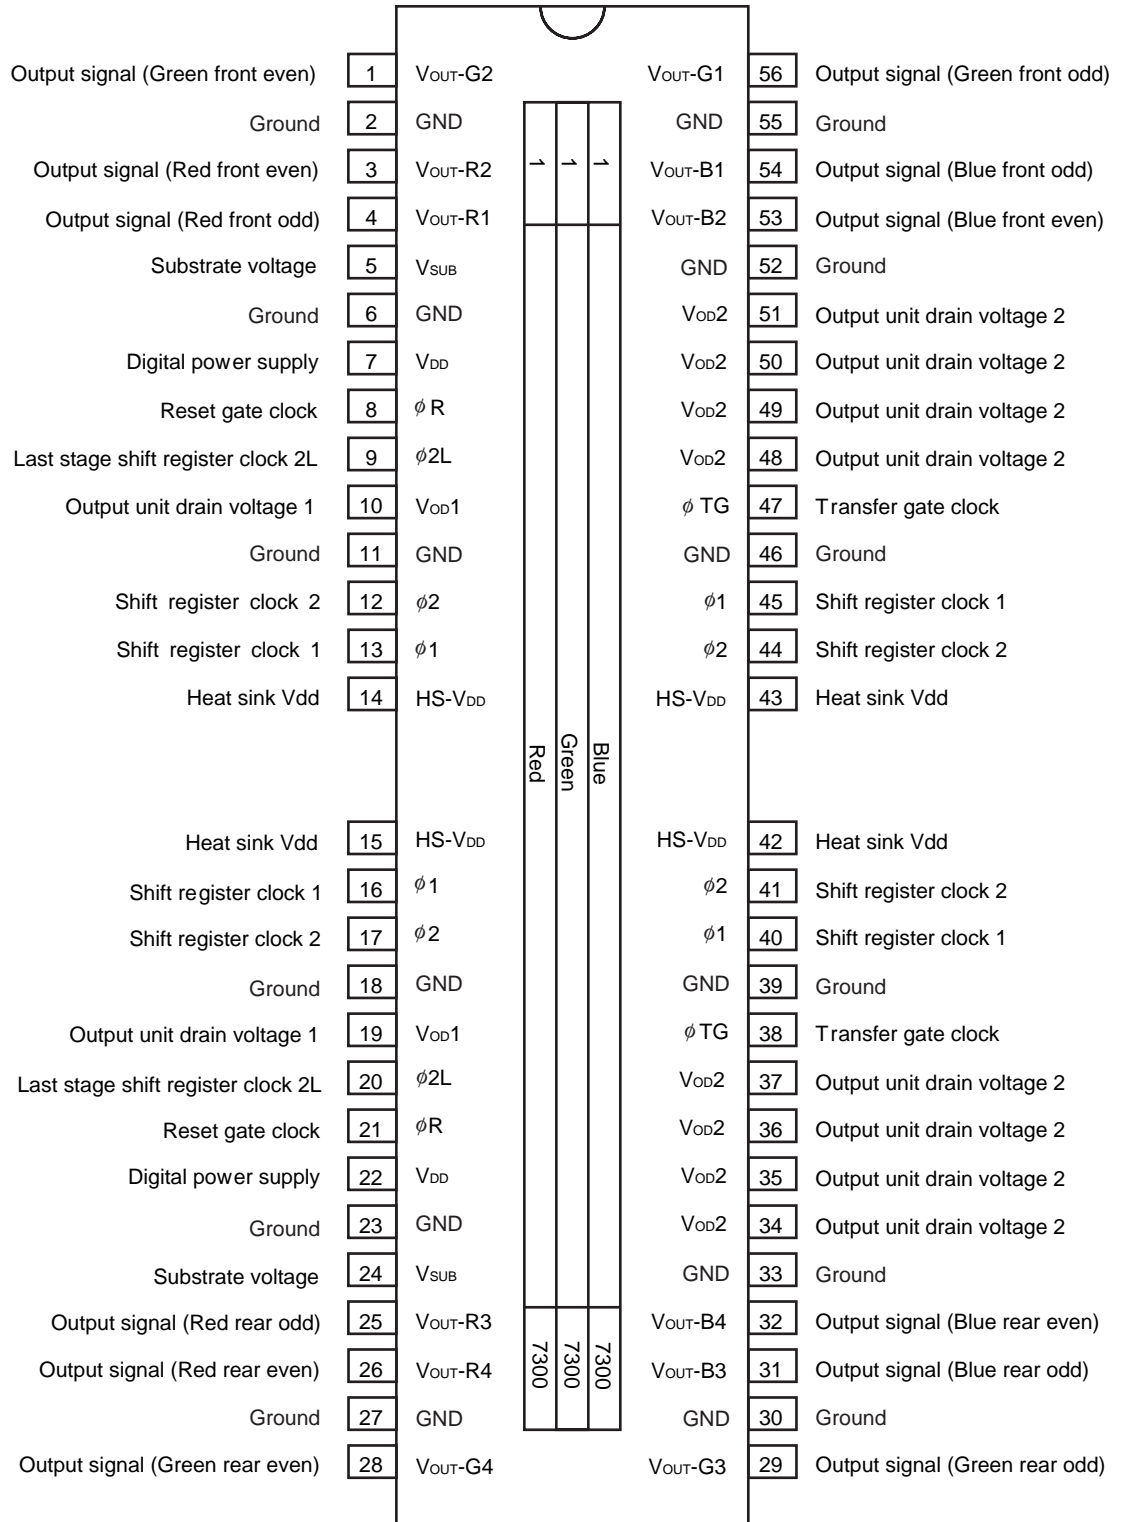 Output signal (Green front even) 1 VOUT-G2 VOUT-G1 56 Output signal (Green front odd)
Ground 2 GND GND 55 Ground
Output signal (Red front even) 3 VOUT-R2 1 1 1 VOUT-B1 54 Output signal (Blue front odd)
Output signal (Red front odd) 4 VOUT-R1 VOUT-B2 53 Output signal (Blue front even)
Substrate voltage 5 VSUB GND 52 Ground
Ground 6 GND VOD2 51 Output unit drain voltage 2
Digital power supply 7 VDD VOD2 50 Output unit drain voltage 2
Reset gate clock 8 ϕR VOD2 49 Output unit drain voltage 2
Last stage shift register clock 2L 9 ϕ2L VOD2 48 Output unit drain voltage 2
Output unit drain voltage 1 10 VOD1 ϕTG 47 Transfer gate clock
Ground 11 GND GND 46 Ground
Shift register clock 2 12 ϕ2 ϕ1 45 Shift register clock 1
Shift register clock 1 13 ϕ1 ϕ2 44 Shift register clock 2
Heat sink Vdd 14 HS-VDD HS-VDD 43 Heat sink Vdd
Red Green Blue
Heat sink Vdd 15 HS-VDD HS-VDD 42 Heat sink Vdd
Shift register clock 1 16 ϕ1 ϕ2 41 Shift register clock 2
Shift register clock 2 17 ϕ2 ϕ1 40 Shift register clock 1
Ground 18 GND GND 39 Ground
Output unit drain voltage 1 19 VOD1 ϕTG 38 Transfer gate clock
Last stage shift register clock 2L 20 ϕ2L VOD2 37 Output unit drain voltage 2
Reset gate clock 21 ϕR VOD2 36 Output unit drain voltage 2
Digital power supply 22 VDD VOD2 35 Output unit drain voltage 2
Ground 23 GND VOD2 34 Output unit drain voltage 2
Substrate voltage 24 VSUB GND 33 Ground
Output signal (Red rear odd) 25 VOUT-R3 VOUT-B4 32 Output signal (Blue rear even)
Output signal (Red rear even) 26 VOUT-R4 7300 7300 7300 VOUT-B3 31 Output signal (Blue rear odd)
Ground 27 GND GND 30 Ground
Output signal (Green rear even) 28 VOUT-G4 VOUT-G3 29 Output signal (Green rear odd)